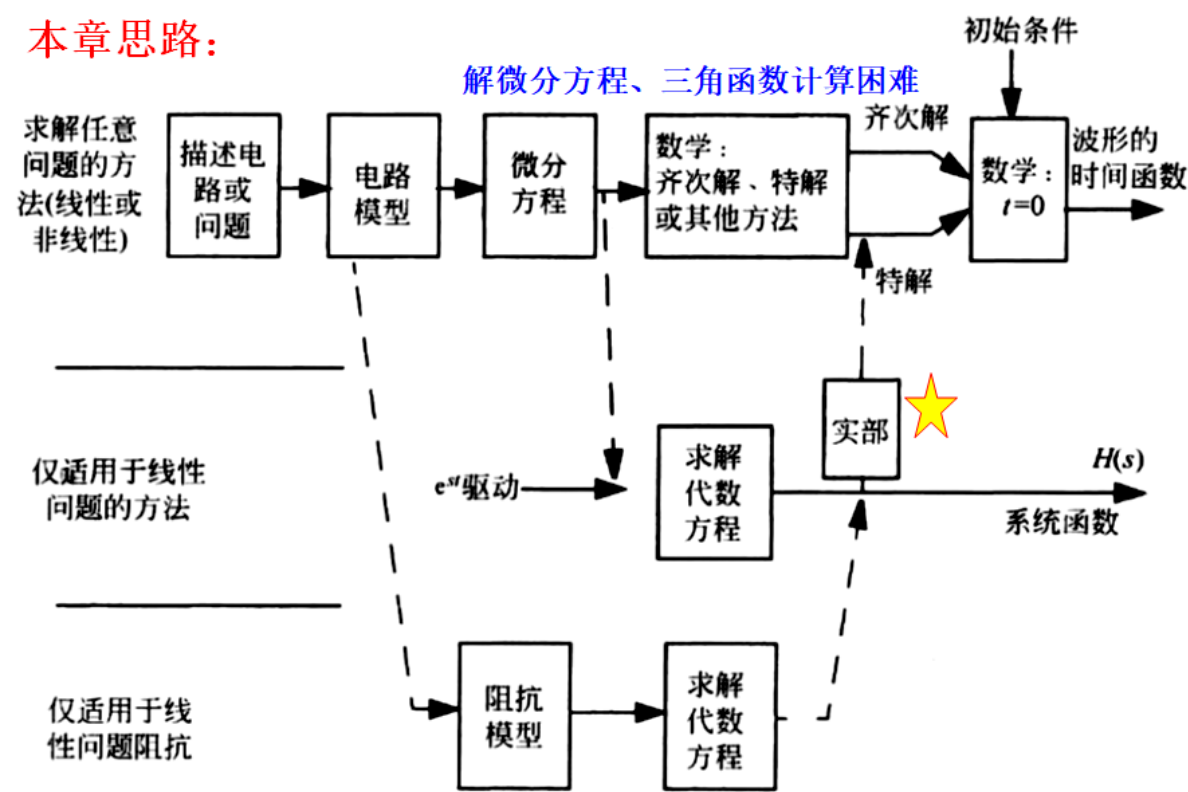 本章思路：
初始条件
解微分方程、三角函数计算困难
求解任意
问题的方
法(线性或
非线性)
描述电
路或
问题
电路
模型
微分
方程
数学：
齐次解、特解
或其他方法
齐次解
数学：
t=0
波形的
时间函数
特解
仅适用于线性
问题的方法
e^{st}驱动
求解
代数
方程
实部
H(s)
系统函数
仅适用于线
性问题阻抗
阻抗
模型
求解
代数
方程